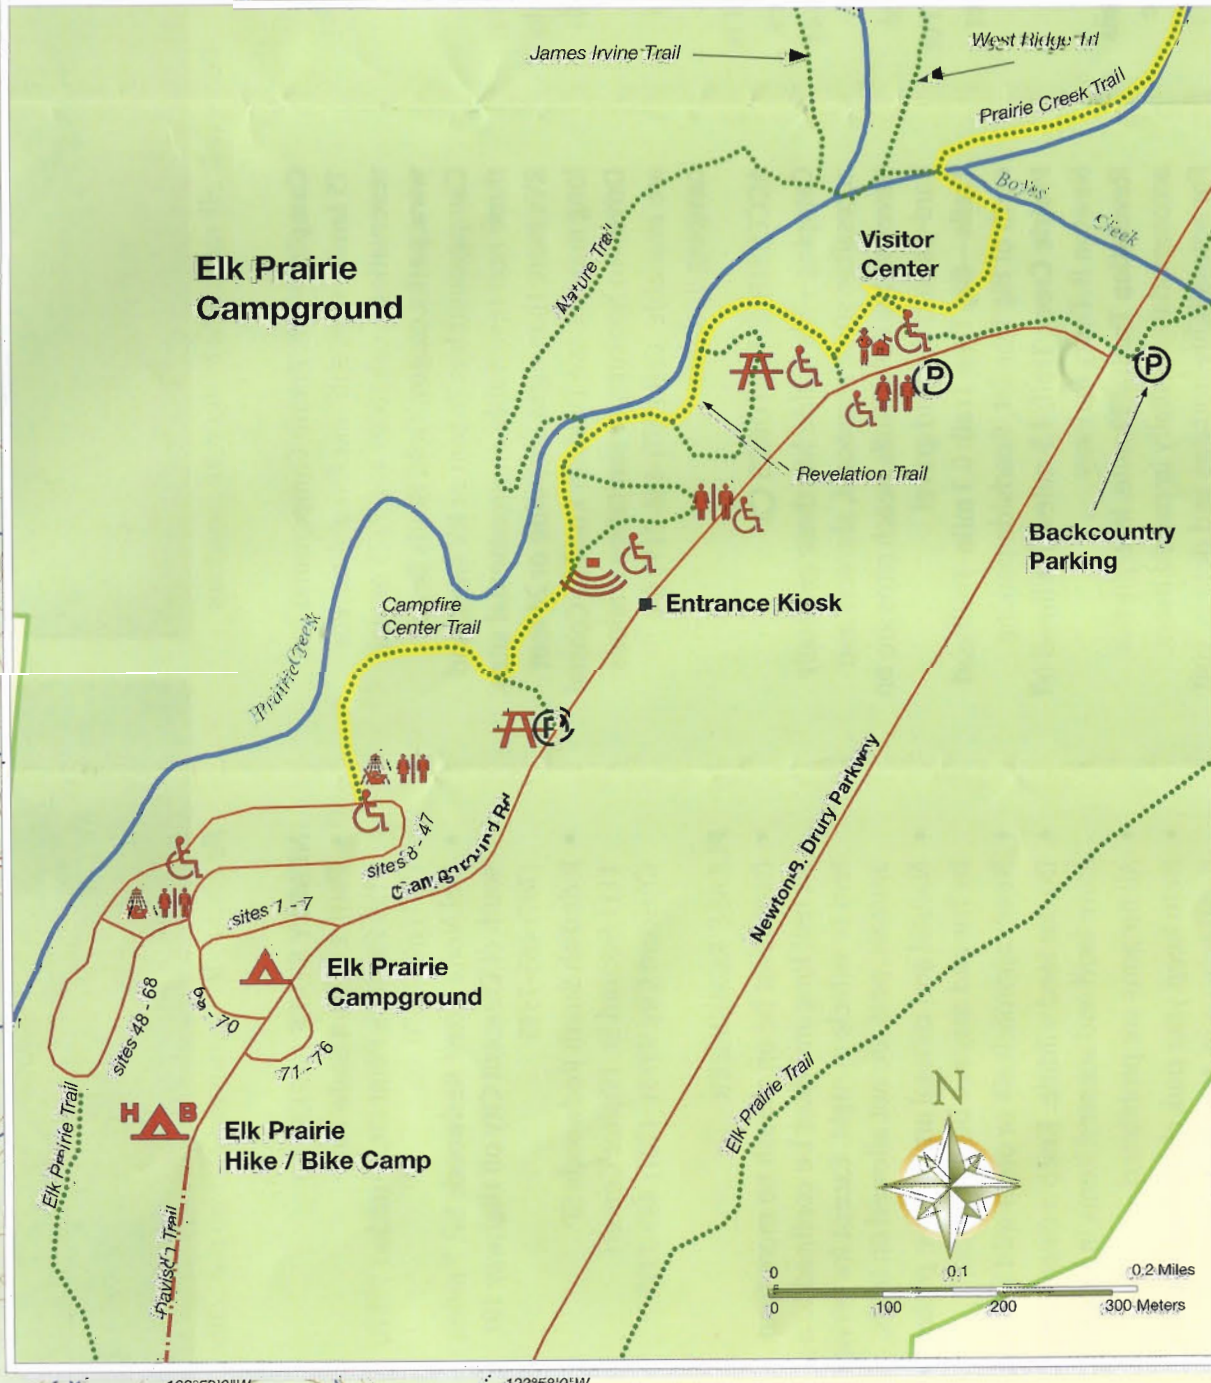 James Irvine Trail
West Ridge Trl
Prairie Creek Trail
Boyes
Creek
Nature Trail
Visitor
Center
Elk Prairie
Campground
P
P
Revelation Trail
Backcountry
Parking
Campfire
Center Trail
Entrance Kiosk
Prairie Creek
P
Newton B. Drury Parkway
sites 8 - 47
Campground Rd
sites 1 - 7
Elk Prairie
Campground
sites 48 - 68
69 - 70
71 - 76
Elk Prairie Trail
N
H B
Elk Prairie
Hike / Bike Camp
Elk Prairie Trail
Davison Trail
0 0.1 0.2 Miles
0 100 200 300 Meters